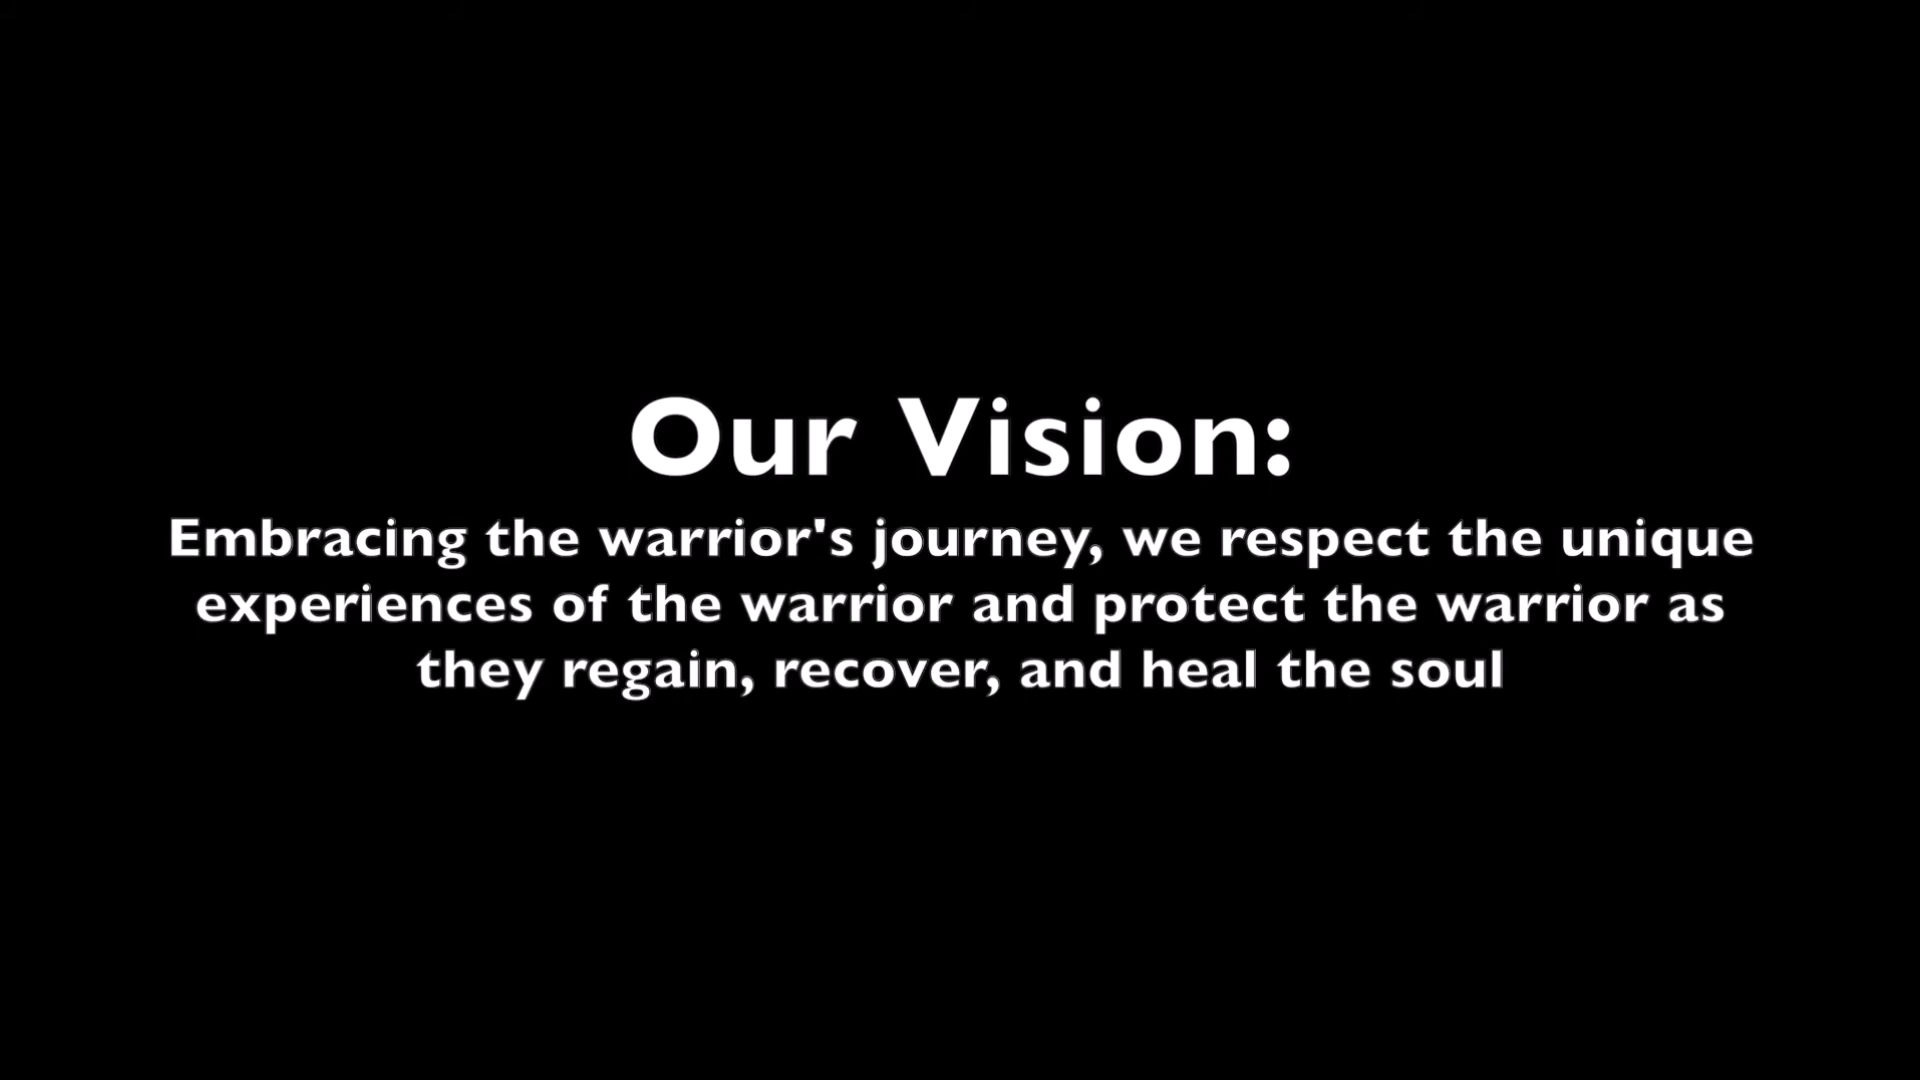 Our Vision:
Embracing the warrior's journey, we respect the unique
experiences of the warrior and protect the warrior as
they regain, recover, and heal the soul